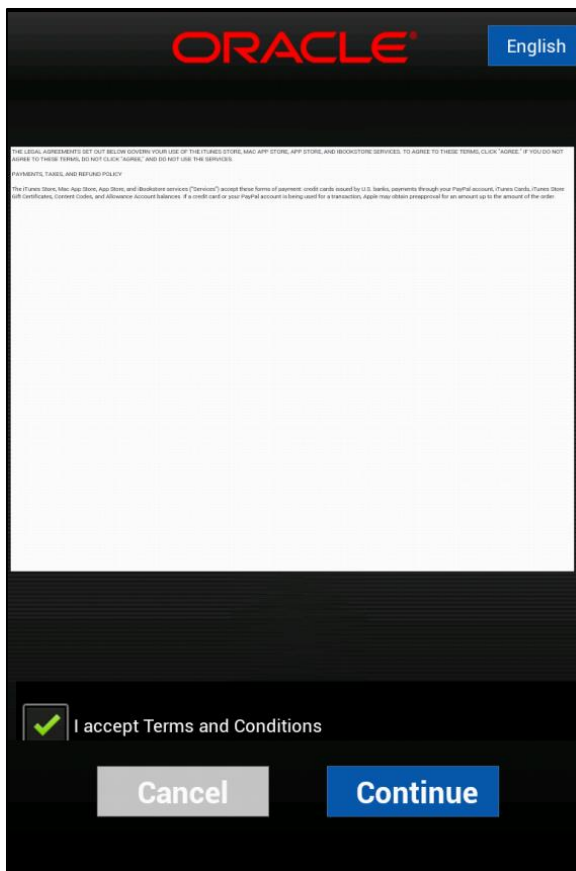 ORACLE®
English
THE LEGAL AGREEMENTS SET OUT BELOW GOVERN YOUR USE OF THE ITUNES STORE, MAC APP STORE, APP STORE, AND IBOOKSTORE SERVICES. TO AGREE TO THESE TERMS, CLICK "AGREE." IF YOU DO NOT
AGREE TO THESE TERMS, DO NOT CLICK "AGREE," AND DO NOT USE THE SERVICES.
PAYMENTS, TAXES, AND REFUND POLICY
The iTunes Store, Mac App Store, App Store, and iBookstore services ("Services") accept these forms of payment: credit cards issued by U.S. banks, payments through your PayPal account, iTunes Cards, iTunes Store
Gift Certificates, Content Codes, and Allowance Account balances. If a credit card or your PayPal account is being used for a transaction, Apple may obtain preapproval for an amount up to the amount of the order
I accept Terms and Conditions
Cancel
Continue